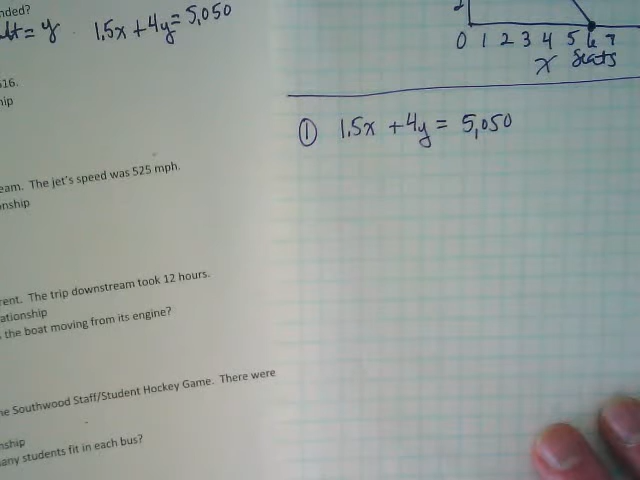 nded?
= y 1.5x + 4y = 5,050
16.
ip
eam. The jet's speed was 525 mph.
nship
rent. The trip downstream took 12 hours.
ationship
the boat moving from its engine?
he Southwood Staff/Student Hockey Game. There were
nship
any students fit in each bus?
0 1 2 3 4 5 6 7
x Seats
① 1.5x + 4y = 5,050